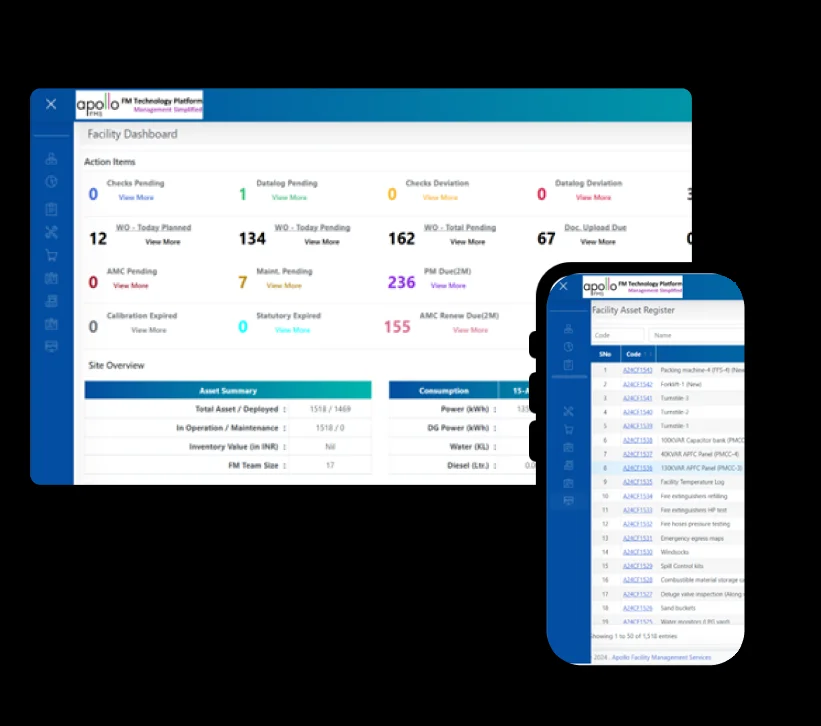 apollo FM Technology Platform
FMS Management Simplified
Facility Dashboard
Action Items
Checks Pending Datalog Pending Checks Deviation Datalog Deviation
0 View More 1 View More 0 View More 0 View More
WO - Today Planned WO - Today Pending WO - Total Pending Doc. Upload Due
12 View More 134 View More 162 View More 67 View More
AMC Pending Maint. Pending PM Due(2M)
0 View More 7 View More 236 View More
Calibration Expired Statutory Expired AMC Renew Due(2M)
0 View More 0 View More 155 View More
Site Overview
Asset Summary Consumption 15-A
Total Asset / Deployed : 1518 / 1469 Power (kWh) : 135
In Operation / Maintenance : 1518 / 0 DG Power (kWh) :
Inventory Value (in INR) : Nil Water (KL) :
FM Team Size : 17 Diesel (Ltr.) : 0.0
apollo FM Technology Platform
FMS Management Simplified
Facility Asset Register
Code Name
SNo Code
1 A24CF1543 Packing machine-4 (FFS-4) (New
2 A24CF1542 Forklift-1 (New)
3 A24CF1541 Turnstile-3
4 A24CF1540 Turnstile-2
5 A24CF1539 Turnstile-1
6 A24CF1538 100KVAR Capacitor bank (PMCC
7 A24CF1537 40KVAR APFC Panel (PMCC-4)
8 A24CF1536 130KVAR APFC Panel (PMCC-3)
9 A24CF1535 Facility Temperature Log
10 A24CF1534 Fire extinguishers refilling
11 A24CF1533 Fire extinguishers HP test
12 A24CF1532 Fire hoses pressure testing
13 A24CF1531 Emergency egress maps
14 A24CF1530 Windsocks
15 A24CF1529 Spill Control kits
16 A24CF1528 Combustible material storage
17 A24CF1527 Deluge valve inspection (Along
18 A24CF1526 Sand buckets
19 A24CF1525 Water monitors (LPG yard)
Showing 1 to 50 of 1,518 entries
2024. Apollo Facility Management Services